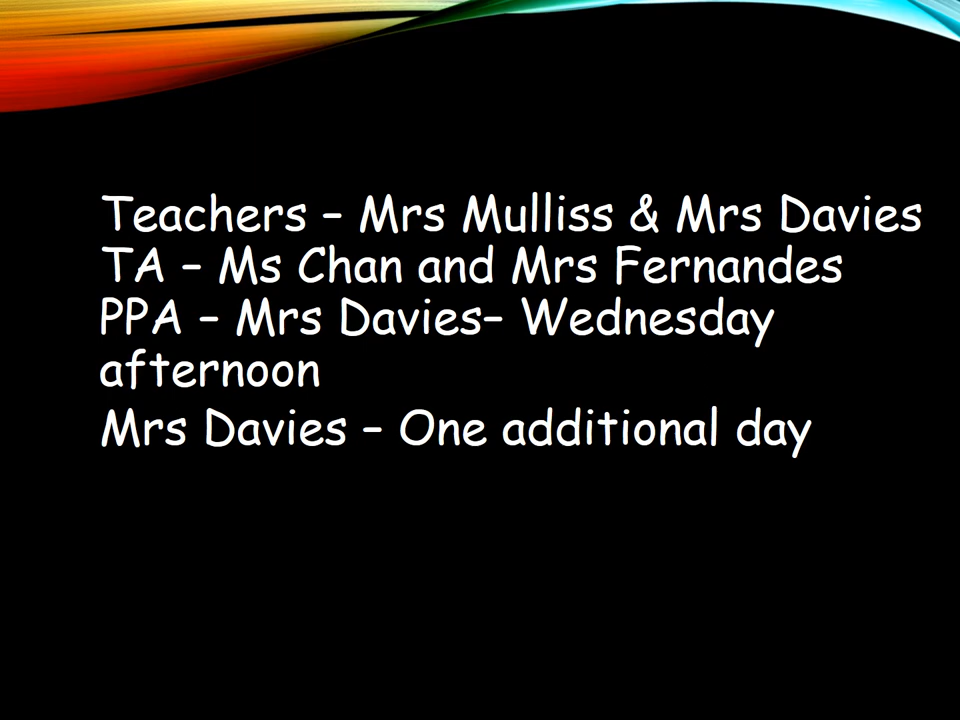 Teachers – Mrs Mulliss & Mrs Davies
TA – Ms Chan and Mrs Fernandes
PPA – Mrs Davies– Wednesday
afternoon
Mrs Davies – One additional day